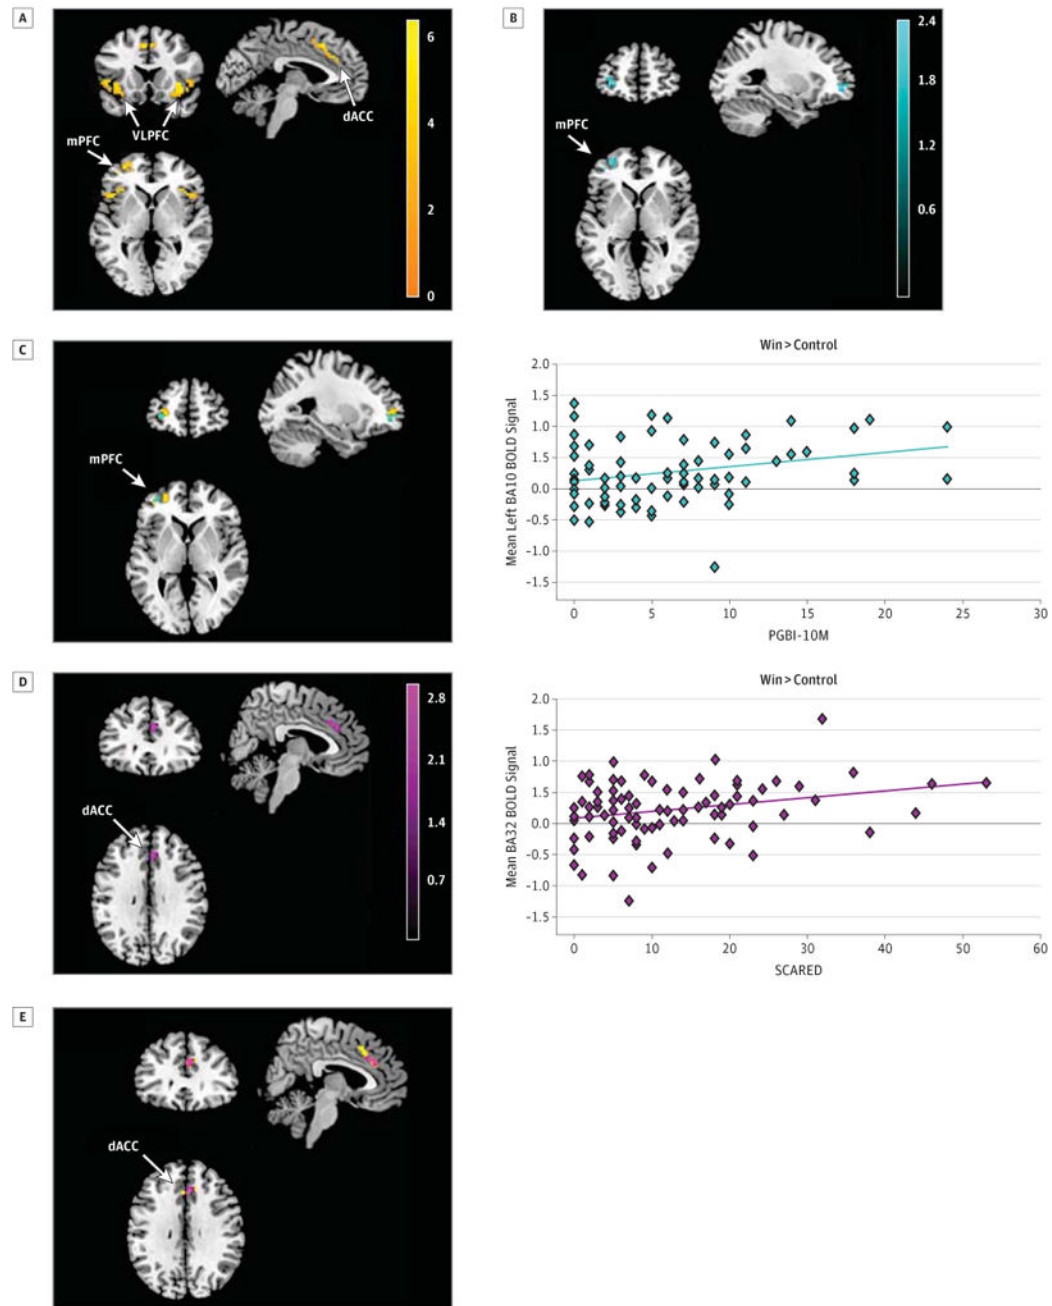 A
6
4
2
0
VLPFC
mPFC
dACC
B
2.4
1.8
1.2
0.6
mPFC
C
mPFC
Win > Control
2.0
1.5
1.0
1.5
0.0
-0.5
-1.0
-1.5
Mean Left BA10 BOLD Signal
0
5
10
15
20
25
30
PGBI-10M
D
2.8
2.1
1.4
0.7
dACC
Win > Control
2.0
1.5
1.0
1.5
0.0
-0.5
-1.0
-1.5
Mean BA32 BOLD Signal
0
10
20
30
40
50
60
SCARED
E
dACC